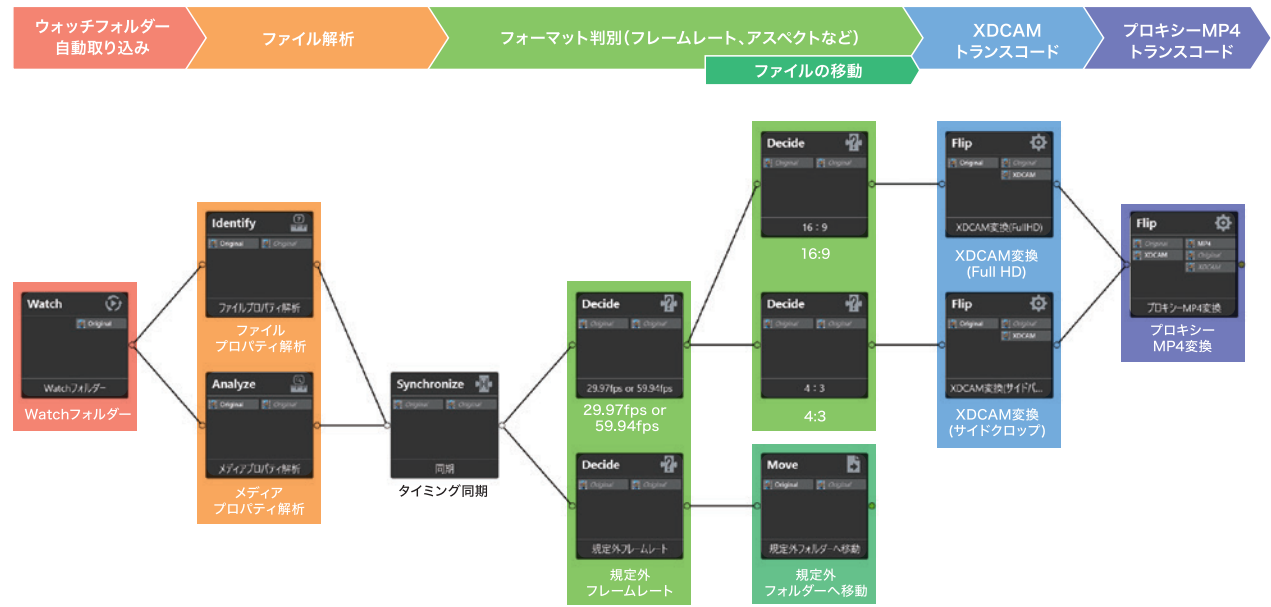 ウォッチフォルダー
自動取り込み
ファイル解析
フォーマット判別(フレームレート、アスペクトなど)
ファイルの移動
XDCAM
トランスコード
プロキシーMP4
トランスコード
Watch
Original
Watchフォルダー
Watchフォルダー
Identify
Original Original
ファイルプロパティ解析
ファイル
プロパティ解析
Analyze
Original Original
メディアプロパティ解析
メディア
プロパティ解析
Synchronize
Original Original
同期
タイミング同期
Decide
Original Original
29.97fps or 59.94fps
29.97fps or
59.94fps
Decide
Original Original
規定外フレームレート
規定外
フレームレート
Decide
Original Original
16:9
16:9
Decide
Original Original
4:3
4:3
Move
Original Original
規定外フォルダーへ移動
規定外
フォルダーへ移動
Flip
Original Original
XDCAM
XDCAM変換(FullHD)
XDCAM変換
(Full HD)
Flip
Original Original
XDCAM
XDCAM変換(サイドパ...
XDCAM変換
(サイドクロップ)
Flip
Original MP4
XDCAM Original
XDCAM
プロキシーMP4変換
プロキシー
MP4変換